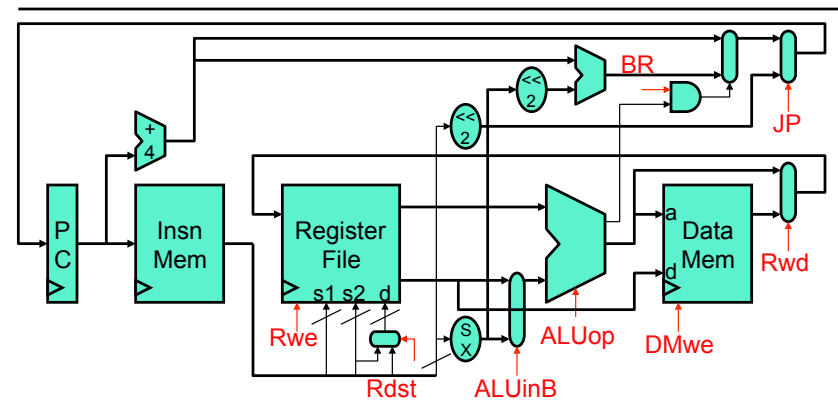 BR
<<
2
<<
2
JP
+
4
P
C
Insn
Mem
Register
File
s1 s2 d
a
d
Data
Mem
Rwd
Rwe
S
X
ALUop
DMwe
Rdst
ALUinB